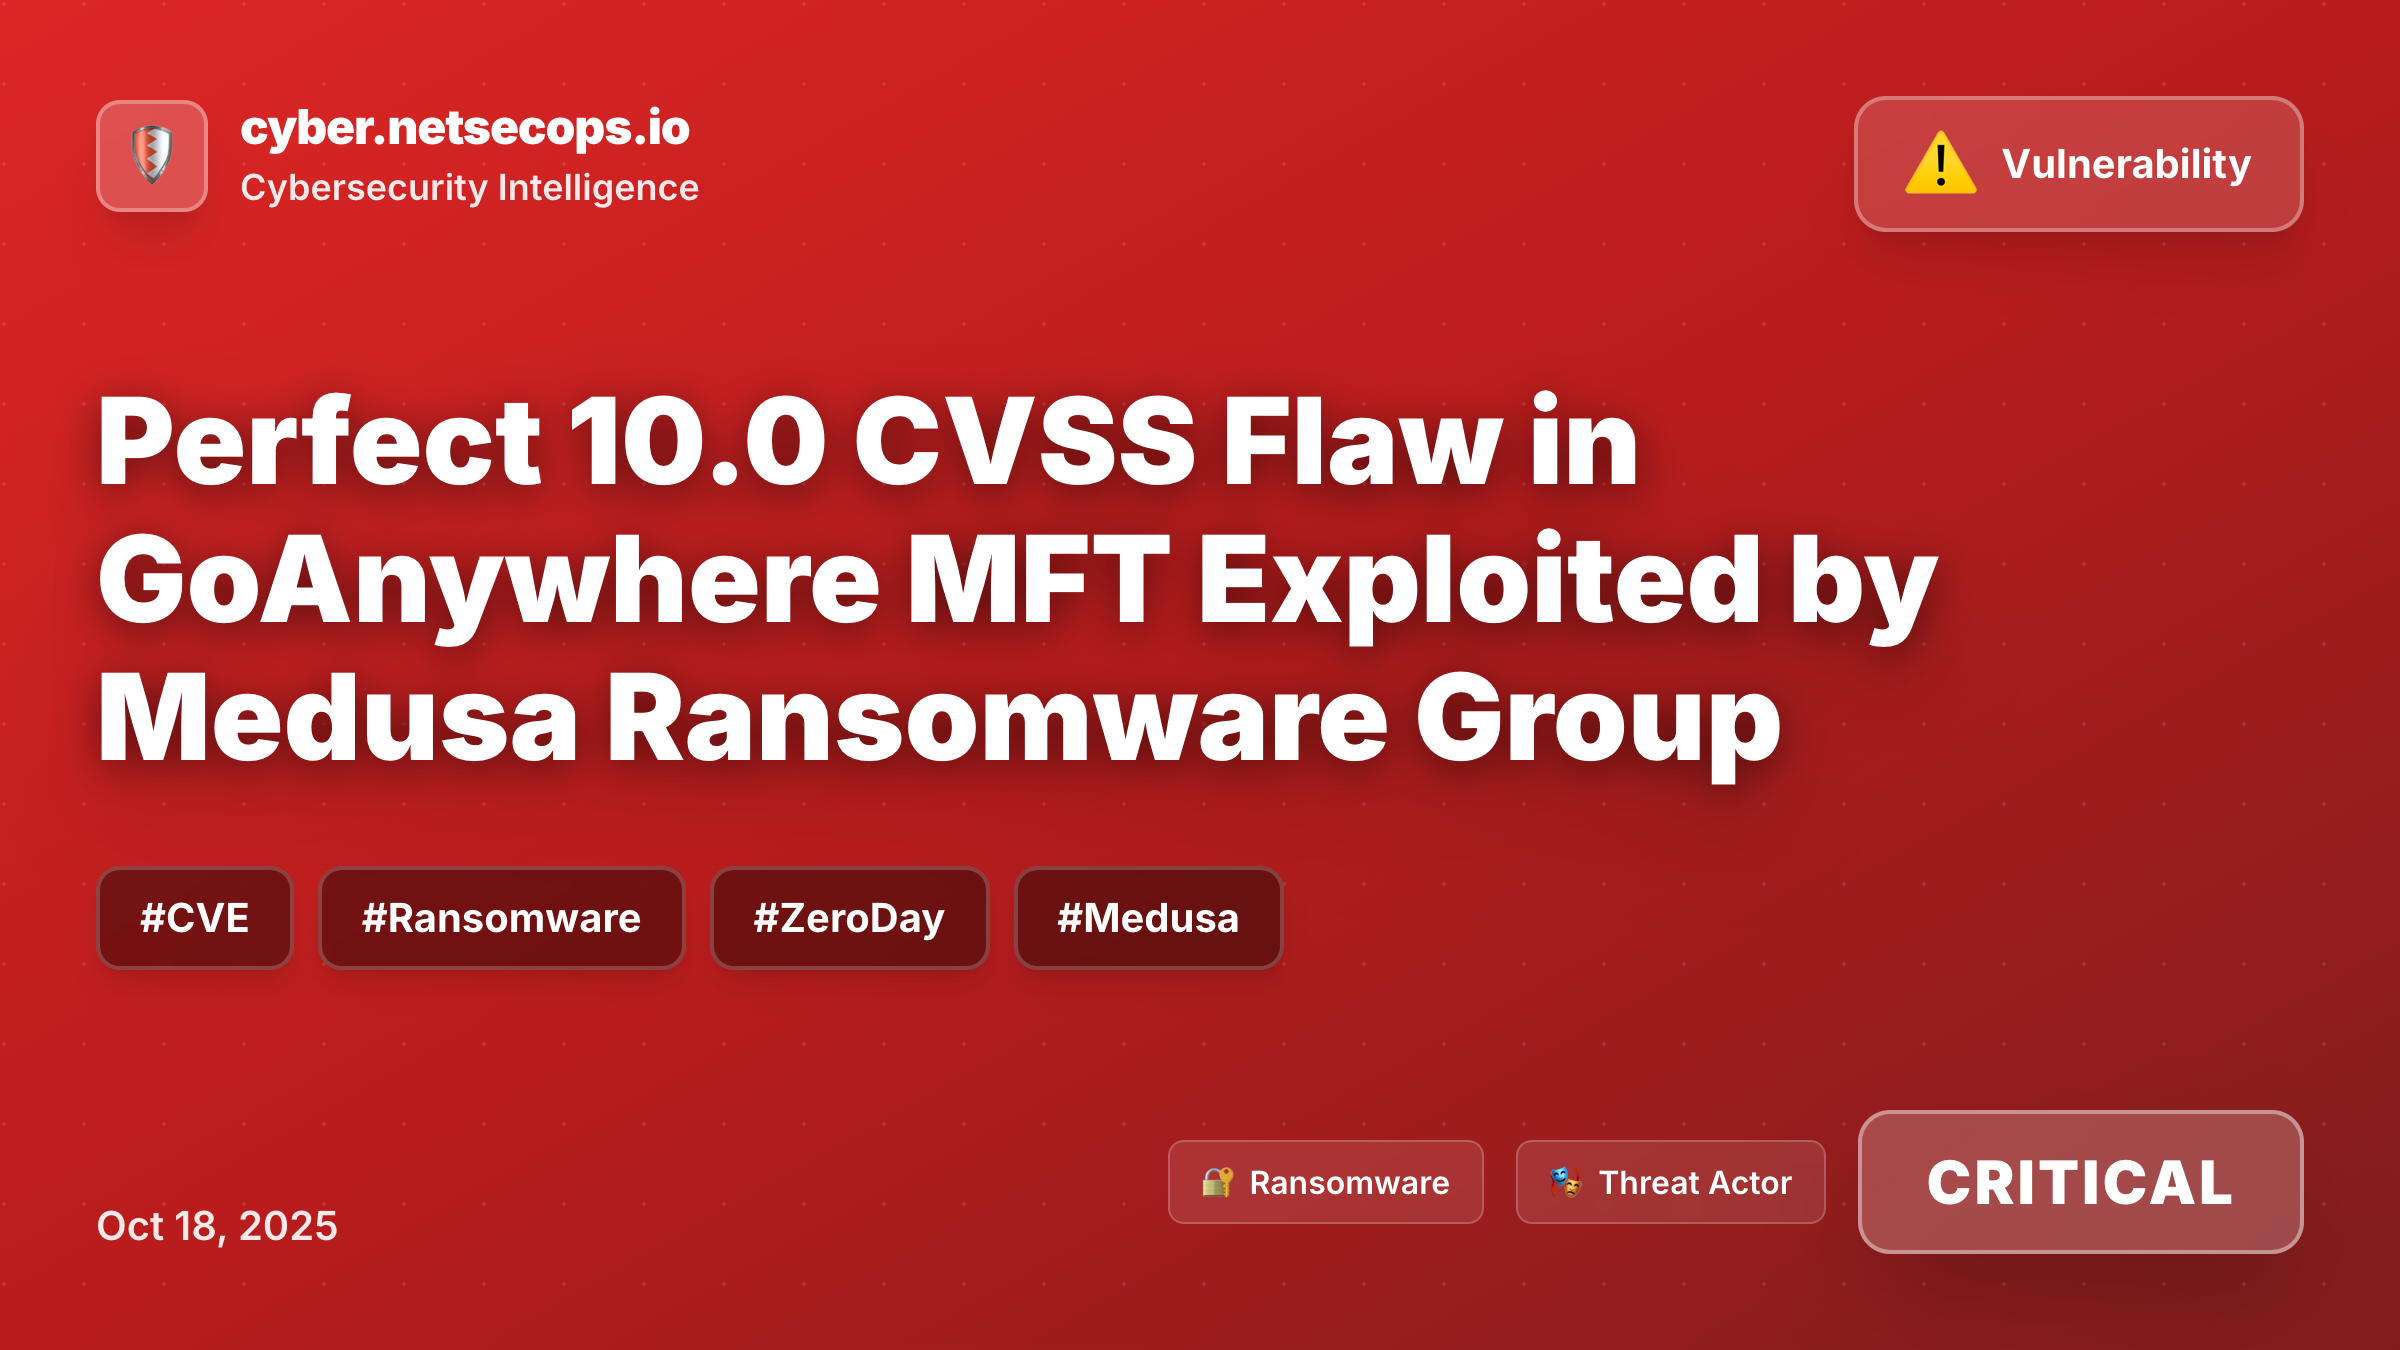 cyber.netsecops.io
Cybersecurity Intelligence
Vulnerability
Perfect 10.0 CVSS Flaw in
GoAnywhere MFT Exploited by
Medusa Ransomware Group
#CVE
#Ransomware
#ZeroDay
#Medusa
Oct 18, 2025
Ransomware
Threat Actor
CRITICAL